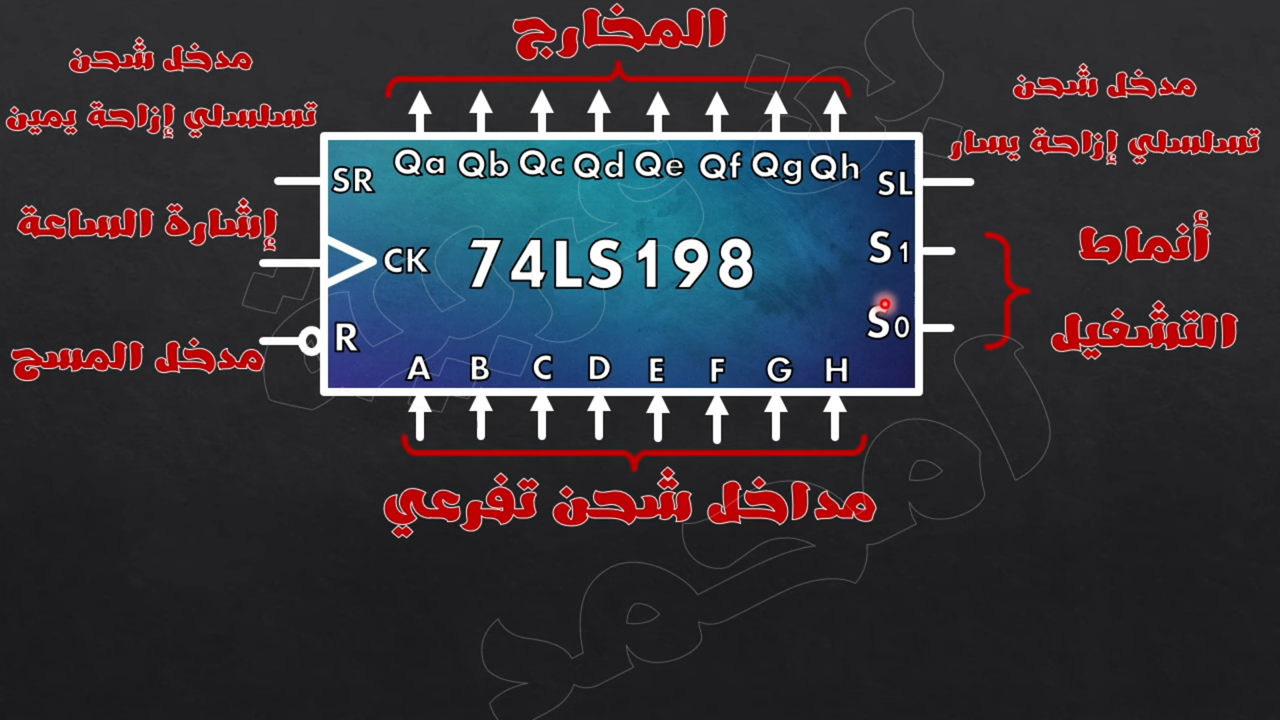 المخارج
مدخل شحن
تسلسلي إزاحة يمين
مدخل شحن
تسلسلي إزاحة يسار
Qa Qb Qc Qd Qe Qf Qg Qh
SR
SL
إشارة الساعة
CK
74LS198
S1
أنماط
التشغيل
S0
مدخل المسح
R
A B C D E F G H
مداخل شحن تفرعي